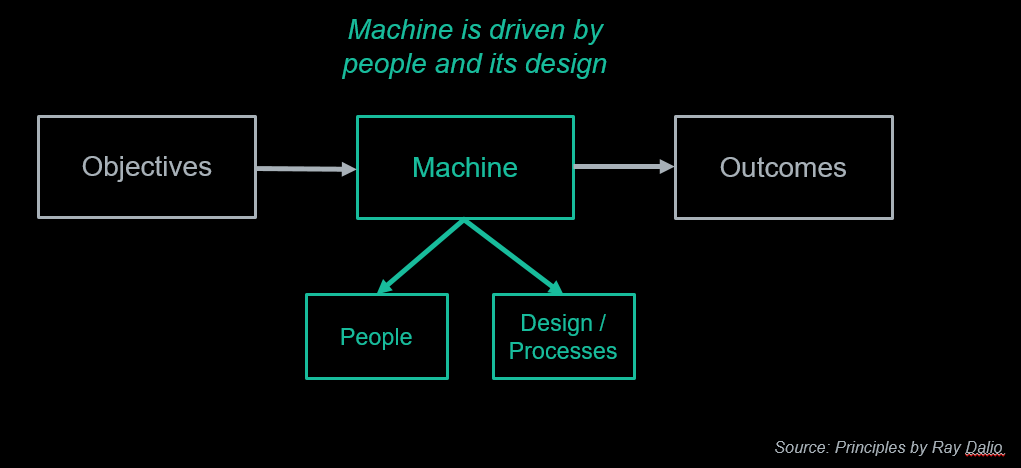 Machine is driven by
people and its design
Objectives
Machine
Outcomes
People
Design /
Processes
Source: Principles by Ray Dalio